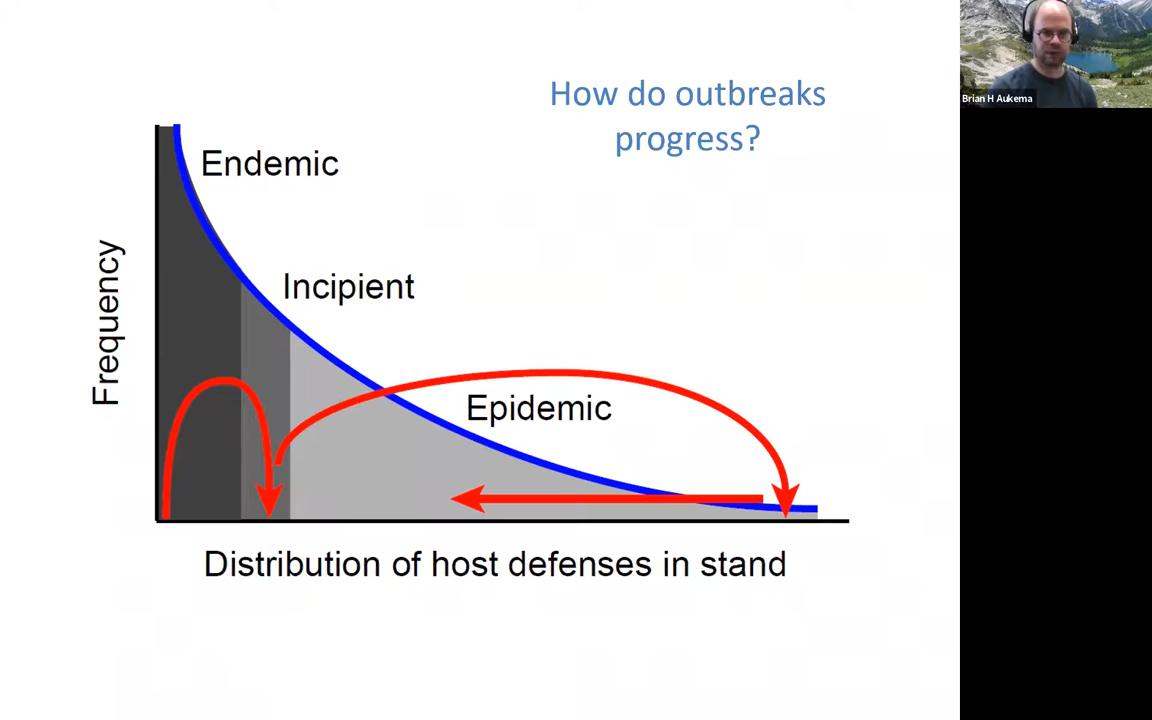 How do outbreaks
progress?
Endemic
Incipient
Epidemic
Frequency
Distribution of host defenses in stand
Brian H Aukema